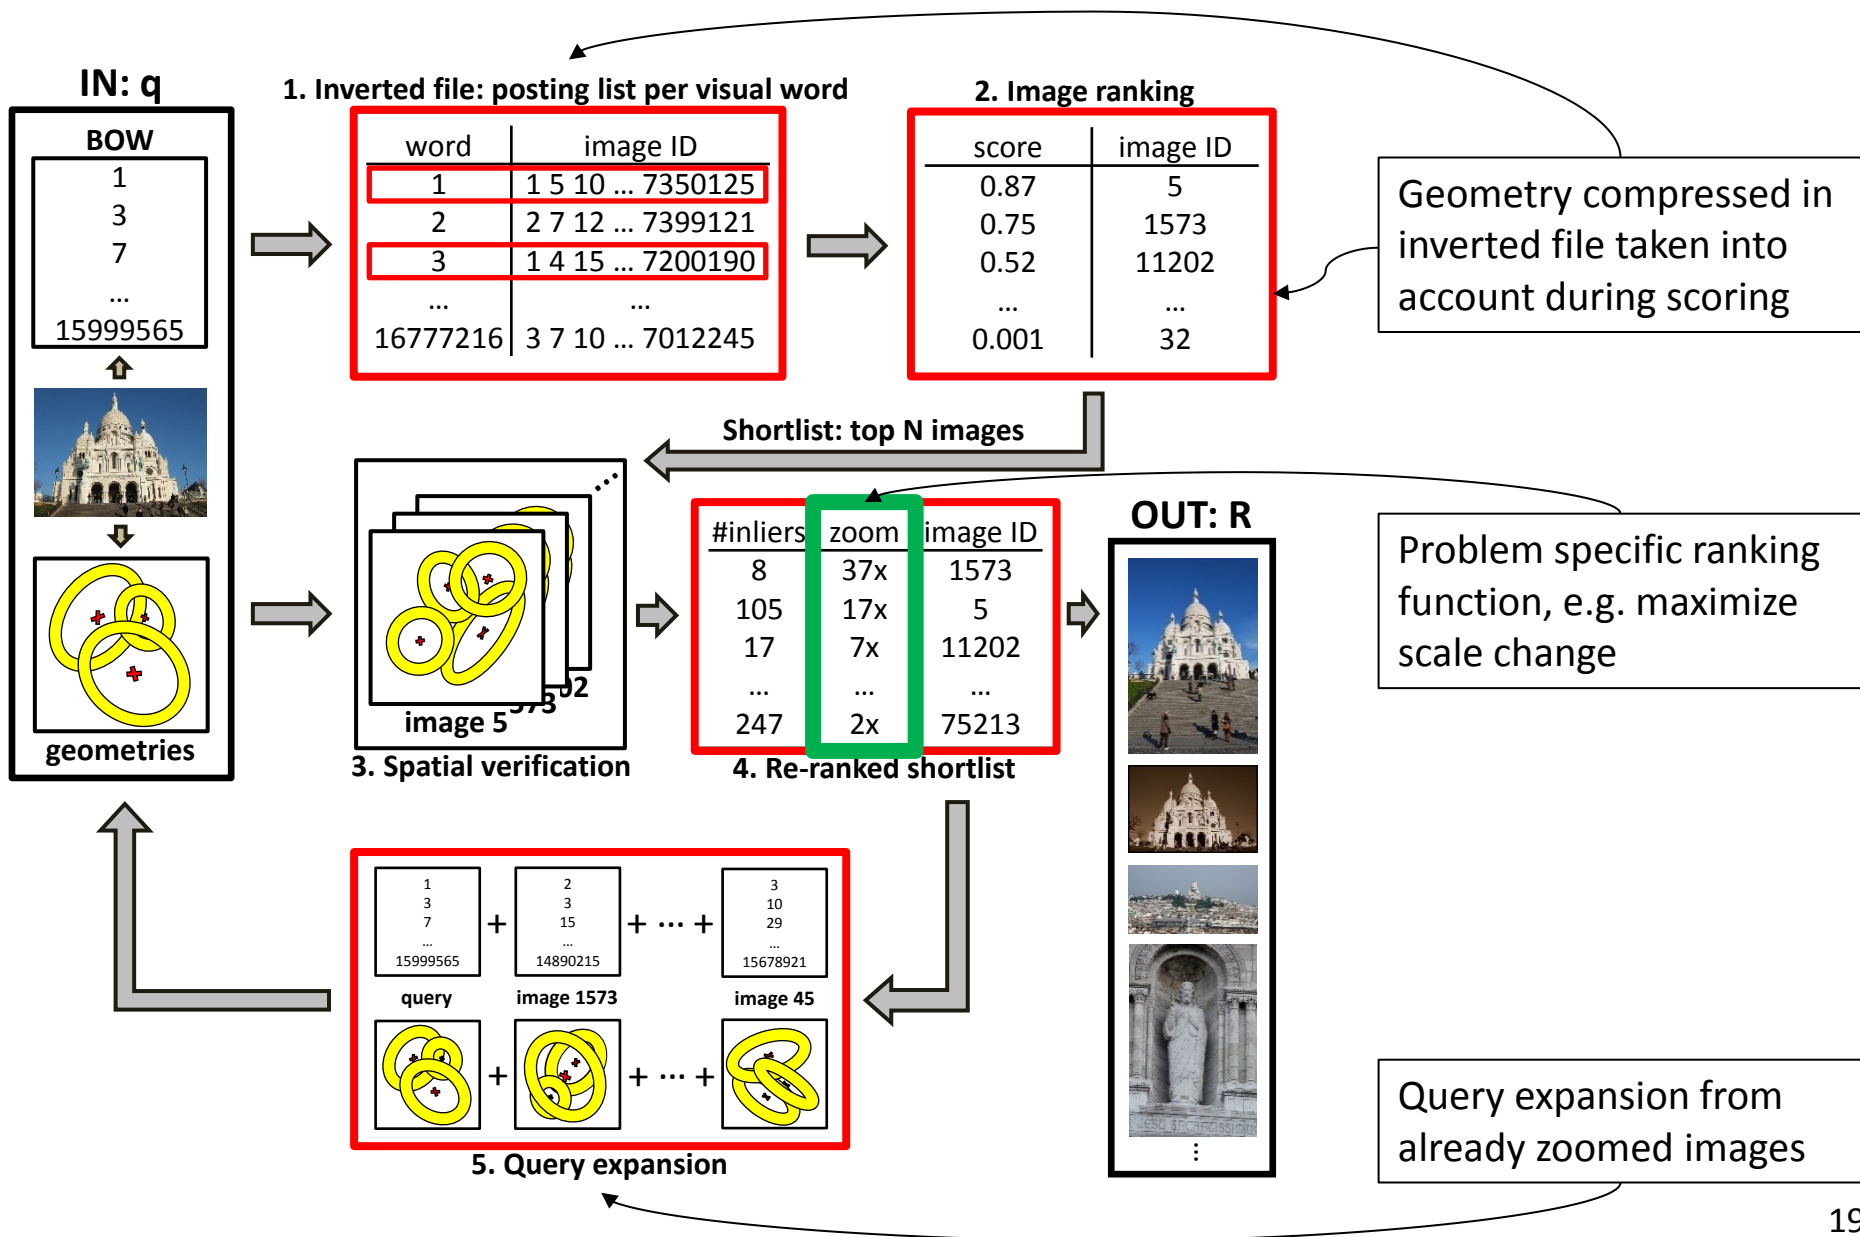 IN: q
BOW
1
3
7
...
15999565
geometries
1. Inverted file: posting list per visual word
word image ID
1 1 5 10 ... 7350125
2 2 7 12 ... 7399121
3 1 4 15 ... 7200190
... ...
16777216 3 7 10 ... 7012245
2. Image ranking
score image ID
0.87 5
0.75 1573
0.52 11202
... ...
0.001 32
Geometry compressed in
inverted file taken into
account during scoring
Shortlist: top N images
image 5
573
02
3. Spatial verification
#inliers zoom image ID
8 37x 1573
105 17x 5
17 7x 11202
... ... ...
247 2x 75213
4. Re-ranked shortlist
OUT: R
Problem specific ranking
function, e.g. maximize
scale change
1
3
7
...
15999565
+
2
3
15
...
14890215
+ ... +
3
10
29
...
15678921
query image 1573 image 45
+ + ... +
5. Query expansion
Query expansion from
already zoomed images
19